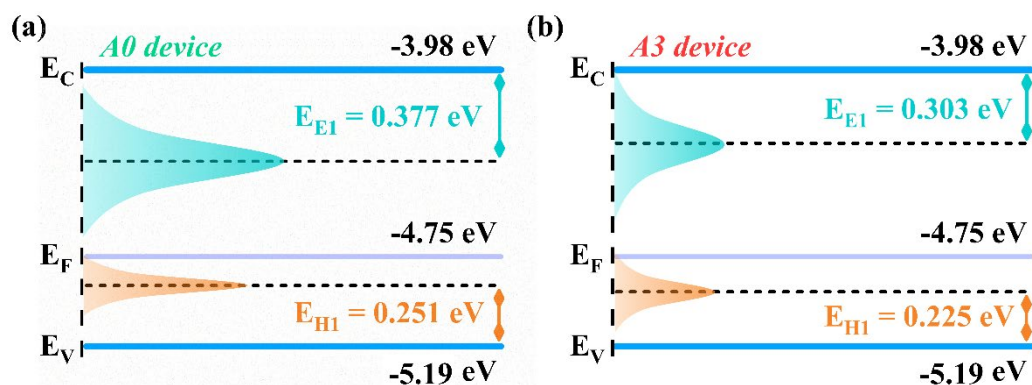 (a)
A0 device
-3.98 eV
E_C
E_E1 = 0.377 eV
-4.75 eV
E_F
E_H1 = 0.251 eV
E_V
-5.19 eV
(b)
A3 device
-3.98 eV
E_C
E_E1 = 0.303 eV
-4.75 eV
E_F
E_H1 = 0.225 eV
E_V
-5.19 eV